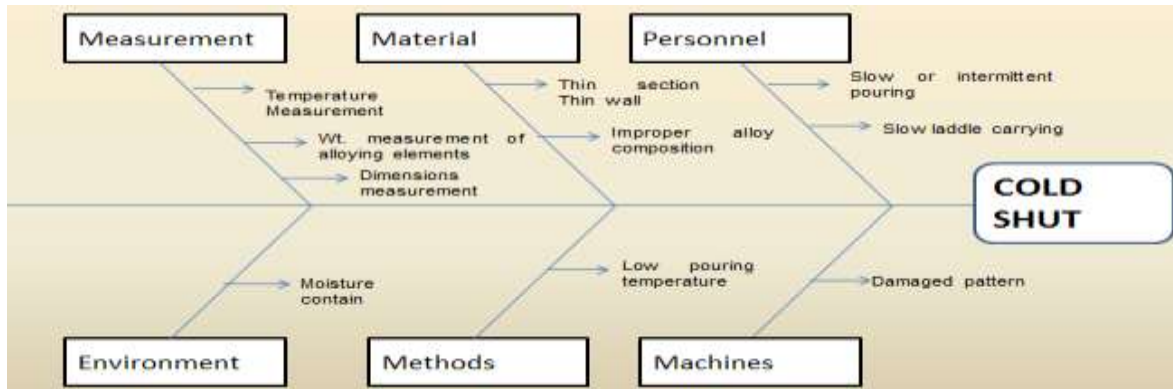 Measurement
Material
Personnel
Temperature
Measurement
Wt. measurement of
alloying elements
Dimensions
measurement
Thin section
Thin wall
Improper alloy
composition
Slow or intermittent
pouring
Slow laddle carrying
COLD
SHUT
Moisture
contain
Low pouring
temperature
Damaged pattern
Environment
Methods
Machines